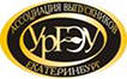 АССОЦИАЦИЯ ВЫПУСКНИКОВ
УрГЭУ
ЕКАТЕРИНБУРГ